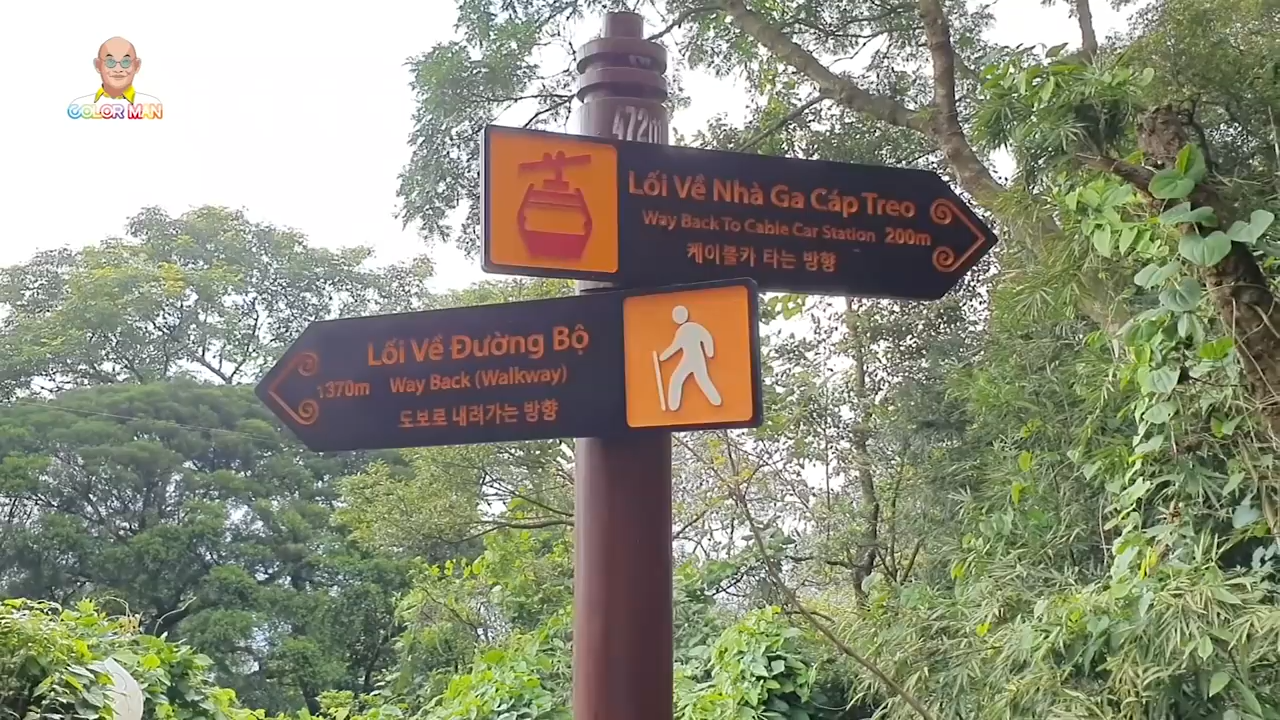 COLOR MAN
472m
Lối Về Nhà Ga Cáp Treo
Way Back To Cable Car Station 200m
케이블카 타는 방향
Lối Về Đường Bộ
1370m Way Back (Walkway)
도보로 내려가는 방향